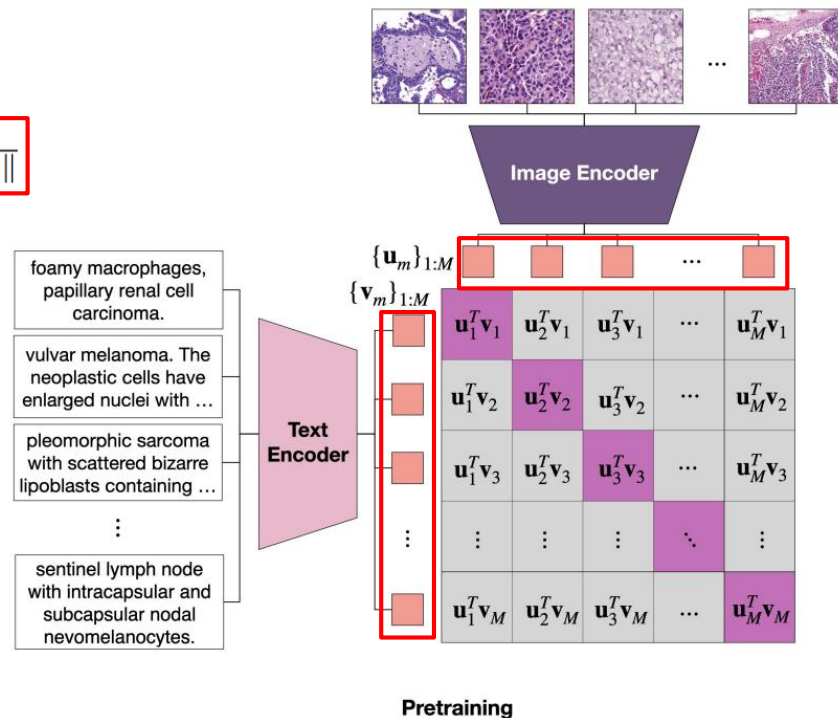 ||
...
Image Encoder
{u_m}_{1:M} ...
{v_m}_{1:M}
foamy macrophages,
papillary renal cell
carcinoma.
vulvar melanoma. The
neoplastic cells have
enlarged nuclei with ...
pleomorphic sarcoma
with scattered bizarre
lipoblasts containing ...
⋮
sentinel lymph node
with intracapsular and
subcapsular nodal
nevomelanocytes.
Text
Encoder
⋮
u_1^T v_1 u_2^T v_1 u_3^T v_1 ... u_M^T v_1
u_1^T v_2 u_2^T v_2 u_3^T v_2 ... u_M^T v_2
u_1^T v_3 u_2^T v_3 u_3^T v_3 ... u_M^T v_3
⋮ ⋮ ⋮ ⋱ ⋮
u_1^T v_M u_2^T v_M u_3^T v_M ... u_M^T v_M
Pretraining